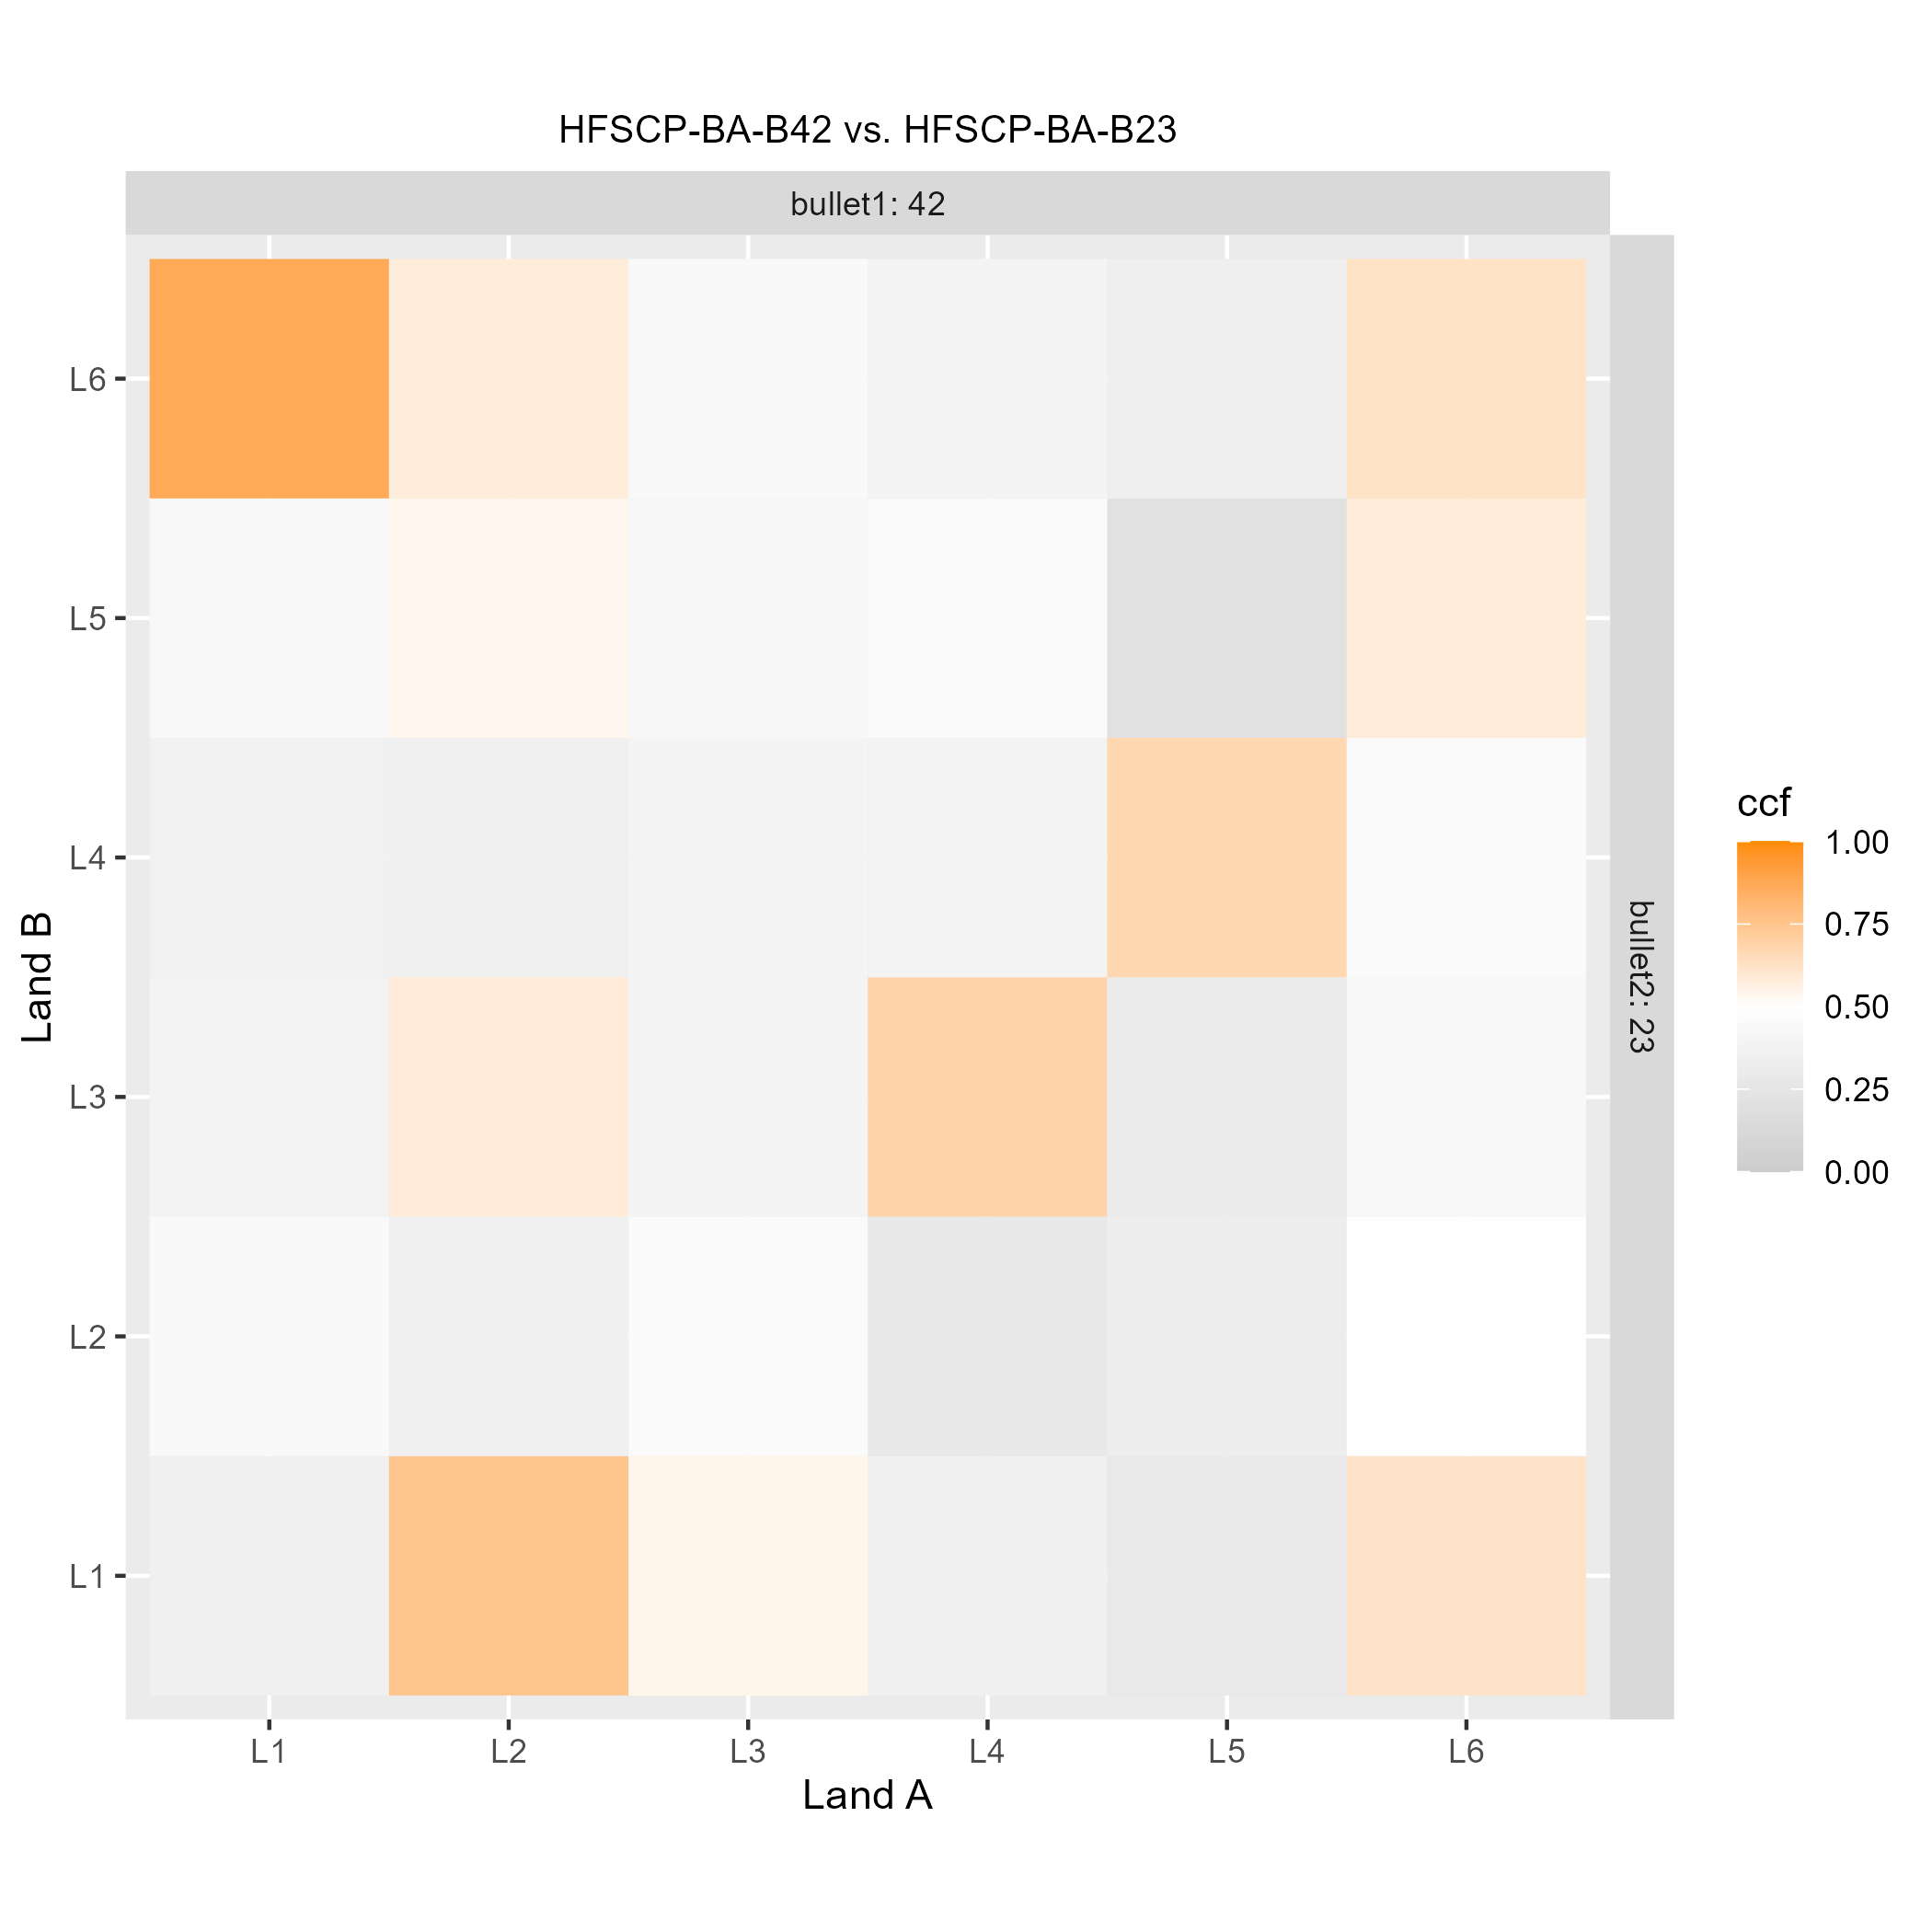 HFSCP-BA-B42 vs. HFSCP-BA-B23
bullet1: 42
L6
L5
L4
L3
L2
L1
Land B
bullet2: 23
L1 L2 L3 L4 L5 L6
Land A
ccf
1.00
0.75
0.50
0.25
0.00